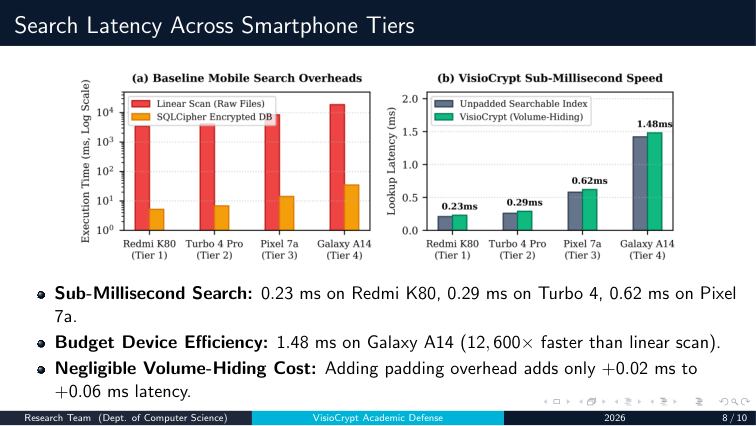 Search Latency Across Smartphone Tiers
(a) Baseline Mobile Search Overheads
Execution Time (ms, Log Scale)
Linear Scan (Raw Files)
SQLCipher Encrypted DB
10⁴
10³
10²
10¹
10⁰
Redmi K80 Turbo 4 Pro Pixel 7a Galaxy A14
(Tier 1) (Tier 2) (Tier 3) (Tier 4)
(b) VisioCrypt Sub-Millisecond Speed
Lookup Latency (ms)
Unpadded Searchable Index
VisioCrypt (Volume-Hiding)
2.0
1.5
1.0
0.5
0.0
0.23ms
0.29ms
0.62ms
1.48ms
Redmi K80 Turbo 4 Pro Pixel 7a Galaxy A14
(Tier 1) (Tier 2) (Tier 3) (Tier 4)
Sub-Millisecond Search: 0.23 ms on Redmi K80, 0.29 ms on Turbo 4, 0.62 ms on Pixel
7a.
Budget Device Efficiency: 1.48 ms on Galaxy A14 (12,600× faster than linear scan).
Negligible Volume-Hiding Cost: Adding padding overhead adds only +0.02 ms to
+0.06 ms latency.
Research Team (Dept. of Computer Science) VisioCrypt Academic Defense 2026 8 / 10